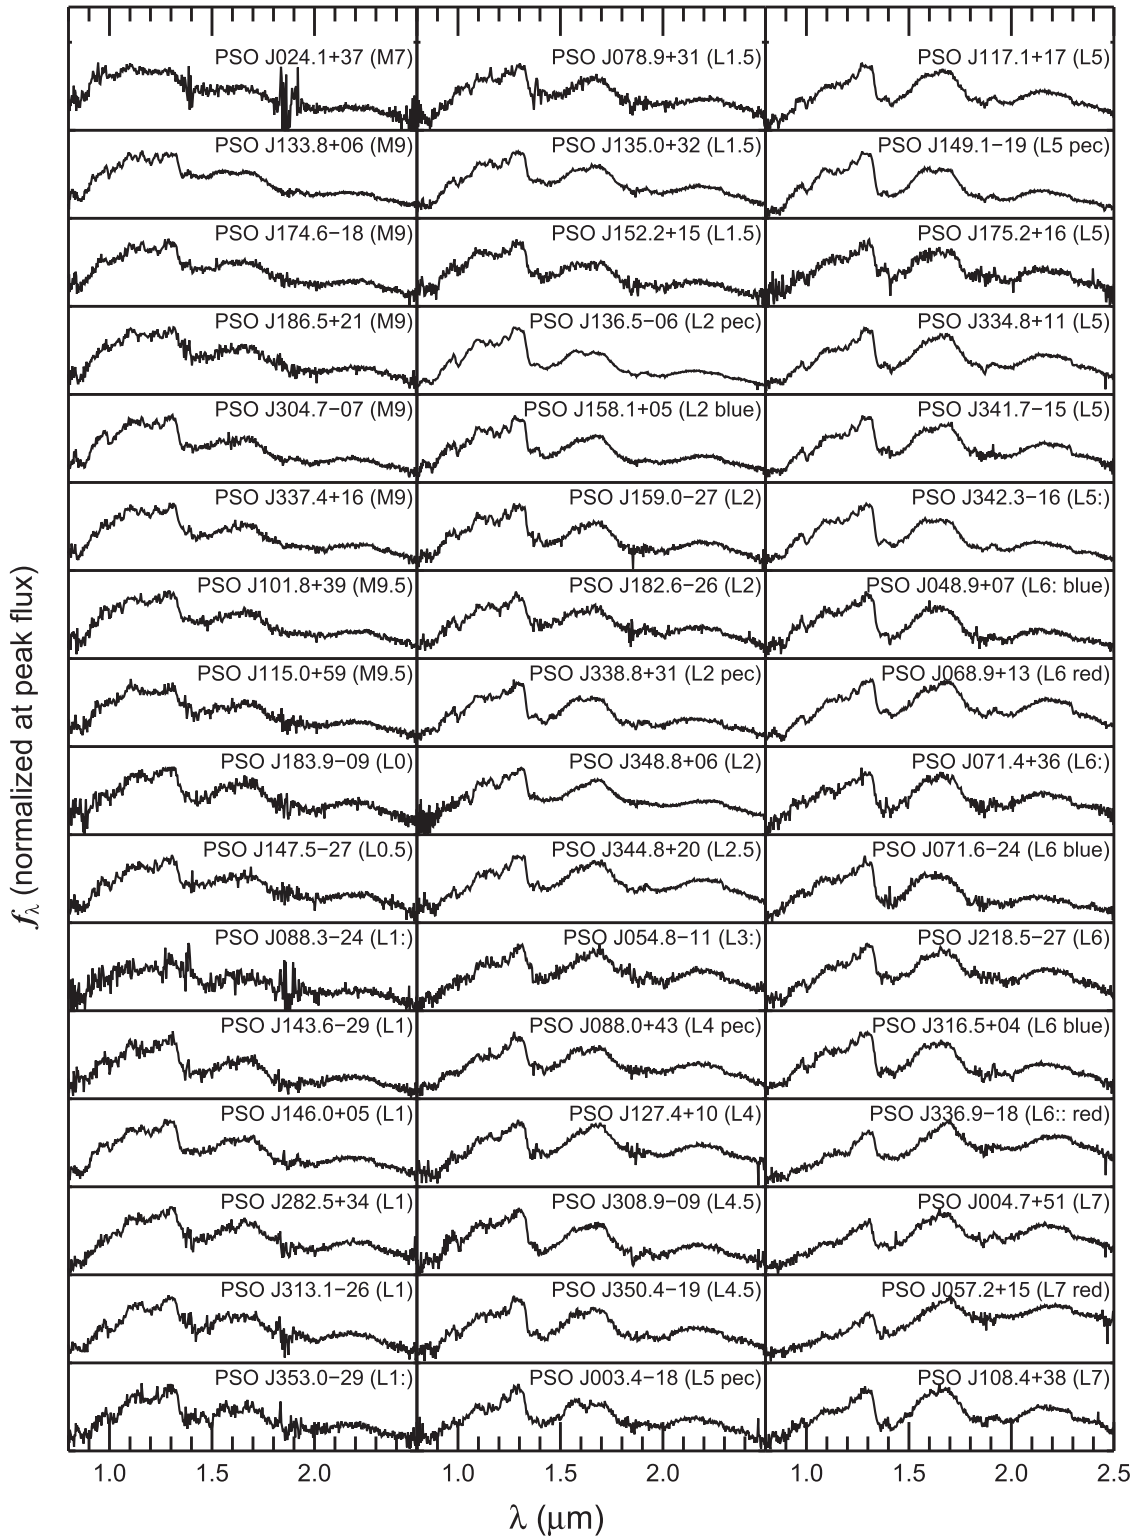 PSO J024.1+37 (M7)
PSO J078.9+31 (L1.5)
PSO J117.1+17 (L5)
PSO J133.8+06 (M9)
PSO J135.0+32 (L1.5)
PSO J149.1−19 (L5 pec)
PSO J174.6−18 (M9)
PSO J152.2+15 (L1.5)
PSO J175.2+16 (L5)
PSO J186.5+21 (M9)
PSO J136.5−06 (L2 pec)
PSO J334.8+11 (L5)
PSO J304.7−07 (M9)
PSO J158.1+05 (L2 blue)
PSO J341.7−15 (L5)
PSO J337.4+16 (M9)
PSO J159.0−27 (L2)
PSO J342.3−16 (L5:)
PSO J101.8+39 (M9.5)
PSO J182.6−26 (L2)
PSO J048.9+07 (L6: blue)
PSO J115.0+59 (M9.5)
PSO J338.8+31 (L2 pec)
PSO J068.9+13 (L6 red)
PSO J183.9−09 (L0)
PSO J348.8+06 (L2)
PSO J071.4+36 (L6:)
PSO J147.5−27 (L0.5)
PSO J344.8+20 (L2.5)
PSO J071.6−24 (L6 blue)
PSO J088.3−24 (L1:)
PSO J054.8−11 (L3:)
PSO J218.5−27 (L6)
PSO J143.6−29 (L1)
PSO J088.0+43 (L4 pec)
PSO J316.5+04 (L6 blue)
PSO J146.0+05 (L1)
PSO J127.4+10 (L4)
PSO J336.9−18 (L6:: red)
PSO J282.5+34 (L1)
PSO J308.9−09 (L4.5)
PSO J004.7+51 (L7)
PSO J313.1−26 (L1)
PSO J350.4−19 (L4.5)
PSO J057.2+15 (L7 red)
PSO J353.0−29 (L1:)
PSO J003.4−18 (L5 pec)
PSO J108.4+38 (L7)
fλ (normalized at peak flux)
1.0 1.5 2.0 1.0 1.5 2.0 1.0 1.5 2.0 2.5
λ (μm)